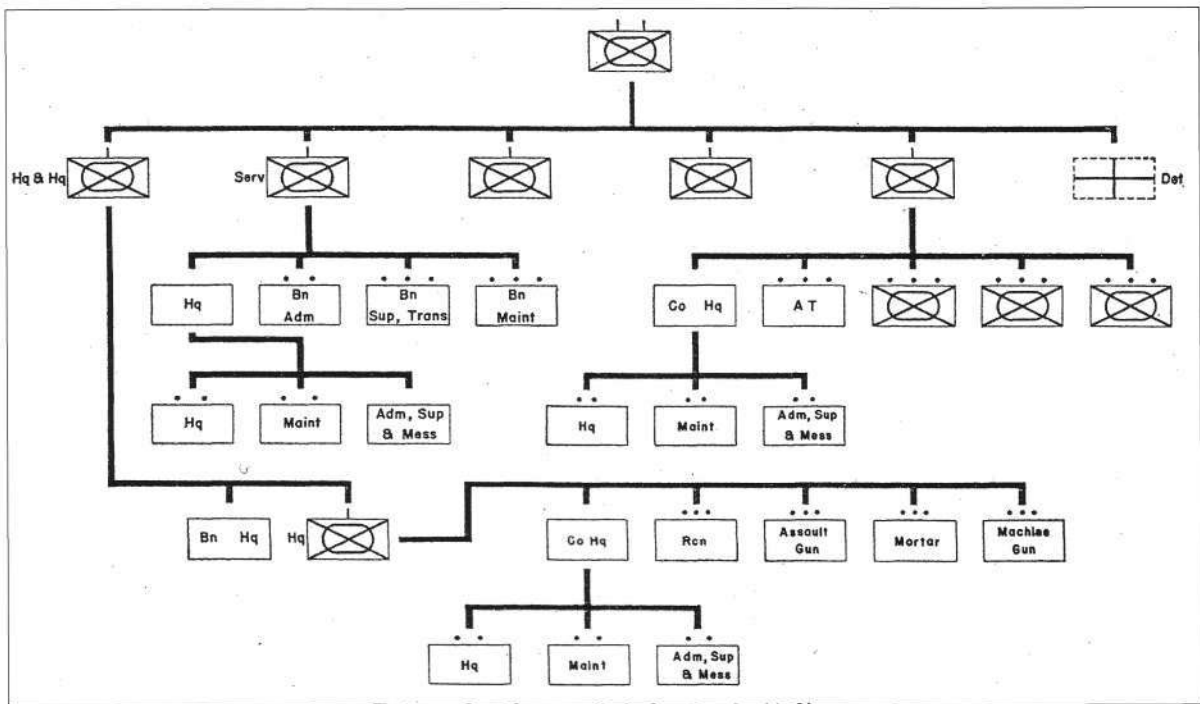 Hq & Hq
Serv
Det
Hq
Bn
Adm
Bn
Sup, Trans
Bn
Maint
Co Hq
A T
Hq
Maint
Adm, Sup
& Mess
Hq
Maint
Adm, Sup
& Mess
Bn Hq
Hq
Co Hq
Rcn
Assault
Gun
Mortar
Machine
Gun
Hq
Maint
Adm, Sup
& Mess